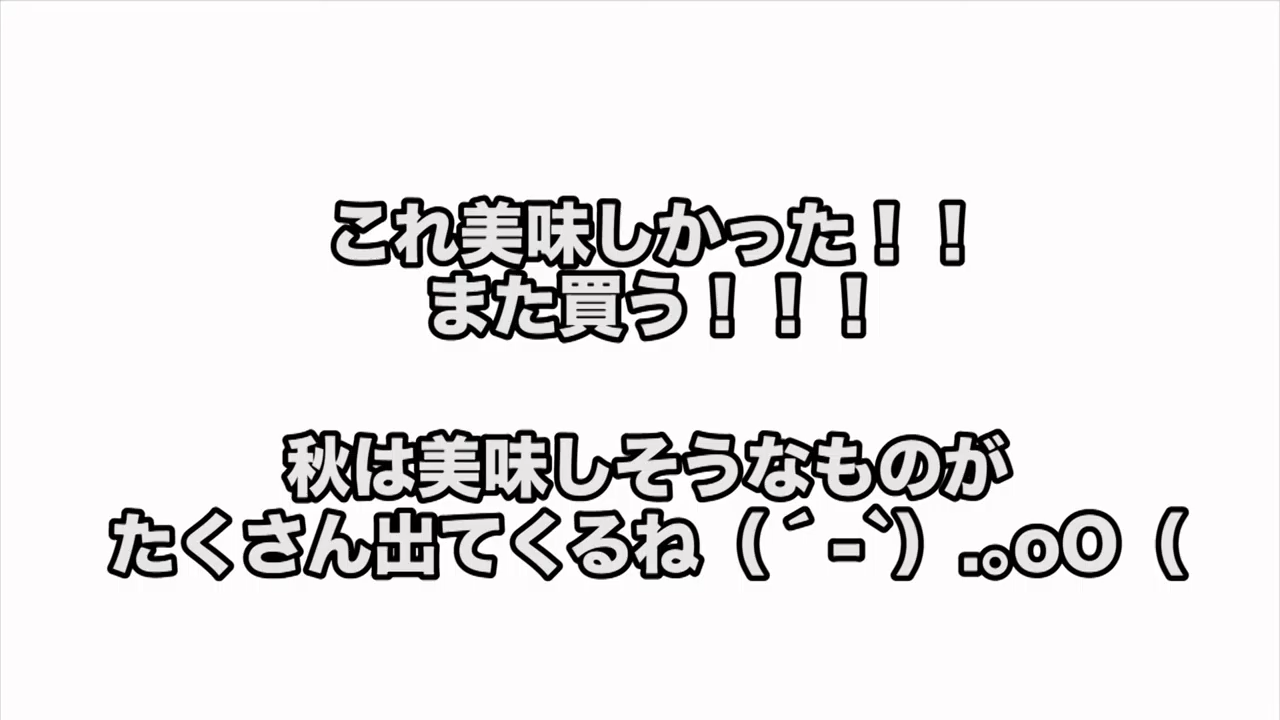 これ美味しかった！！
また買う！！！
秋は美味しそうなものが
たくさん出てくるね（´-`）.｡oO（